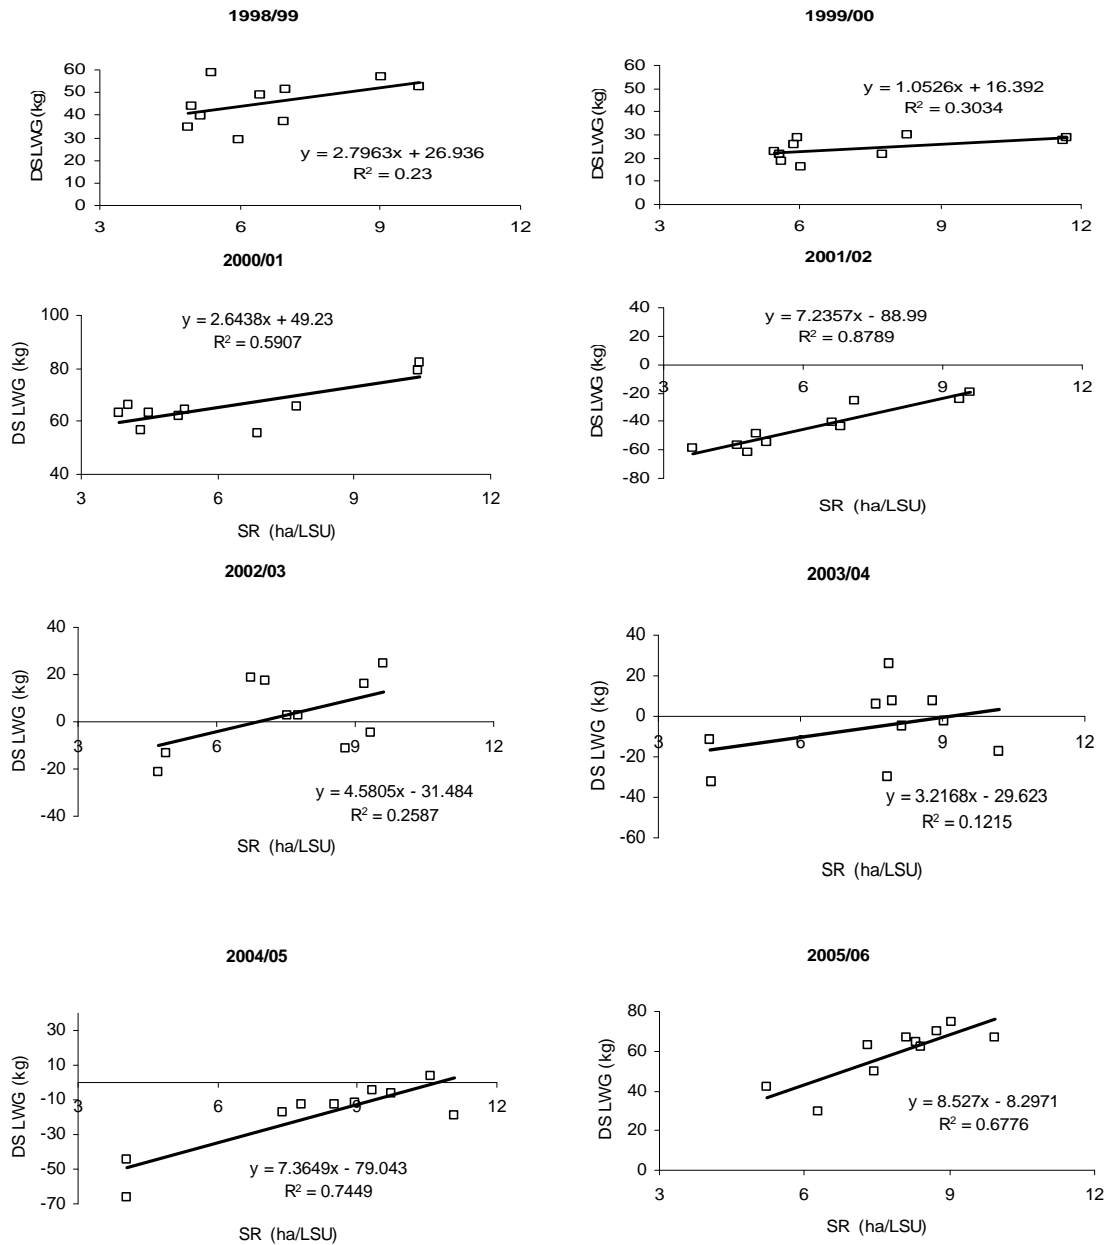 1998/99
DS LWG (kg)
60
50
40
30
20
10
0
y = 2.7963x + 26.936
R² = 0.23
3 6 9 12
1999/00
DS LWG (kg)
60
50
40
30
20
10
0
y = 1.0526x + 16.392
R² = 0.3034
3 6 9 12
2000/01
DS LWG (kg)
100
80
60
40
y = 2.6438x + 49.23
R² = 0.5907
3 6 9 12
SR (ha/LSU)
2001/02
DS LWG (kg)
40
20
0
-20
-40
-60
-80
y = 7.2357x - 88.99
R² = 0.8789
3 6 9 12
SR (ha/LSU)
2002/03
DS LWG (kg)
40
20
0
-20
-40
3 6 9 12
y = 4.5805x - 31.484
R² = 0.2587
SR (ha/LSU)
2003/04
DS LWG (kg)
40
20
0
-20
-40
-60
3 6 9 12
y = 3.2168x - 29.623
R² = 0.1215
SR (ha/LSU)
2004/05
DS LWG (kg)
30
10
-10
-30
-50
-70
3 6 9 12
y = 7.3649x - 79.043
R² = 0.7449
SR (ha/LSU)
2005/06
DS LWG (kg)
80
60
40
20
0
y = 8.527x - 8.2971
R² = 0.6776
3 6 9 12
SR (ha/LSU)